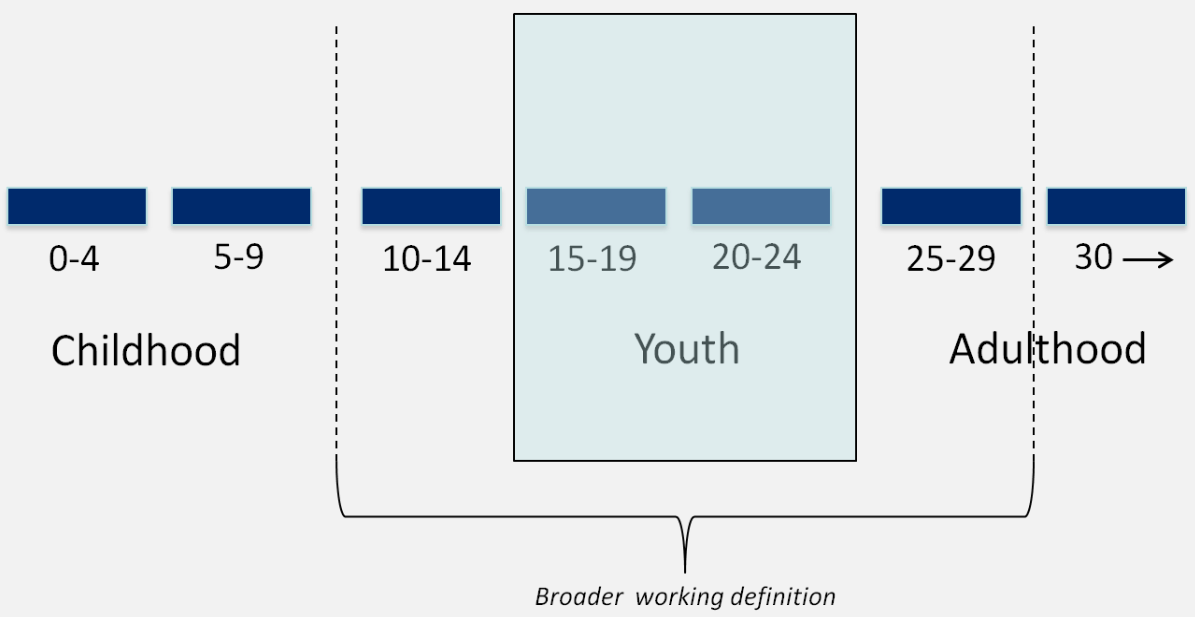 0-4 5-9 10-14 15-19 20-24 25-29 30
Childhood Youth Adulthood
Broader working definition